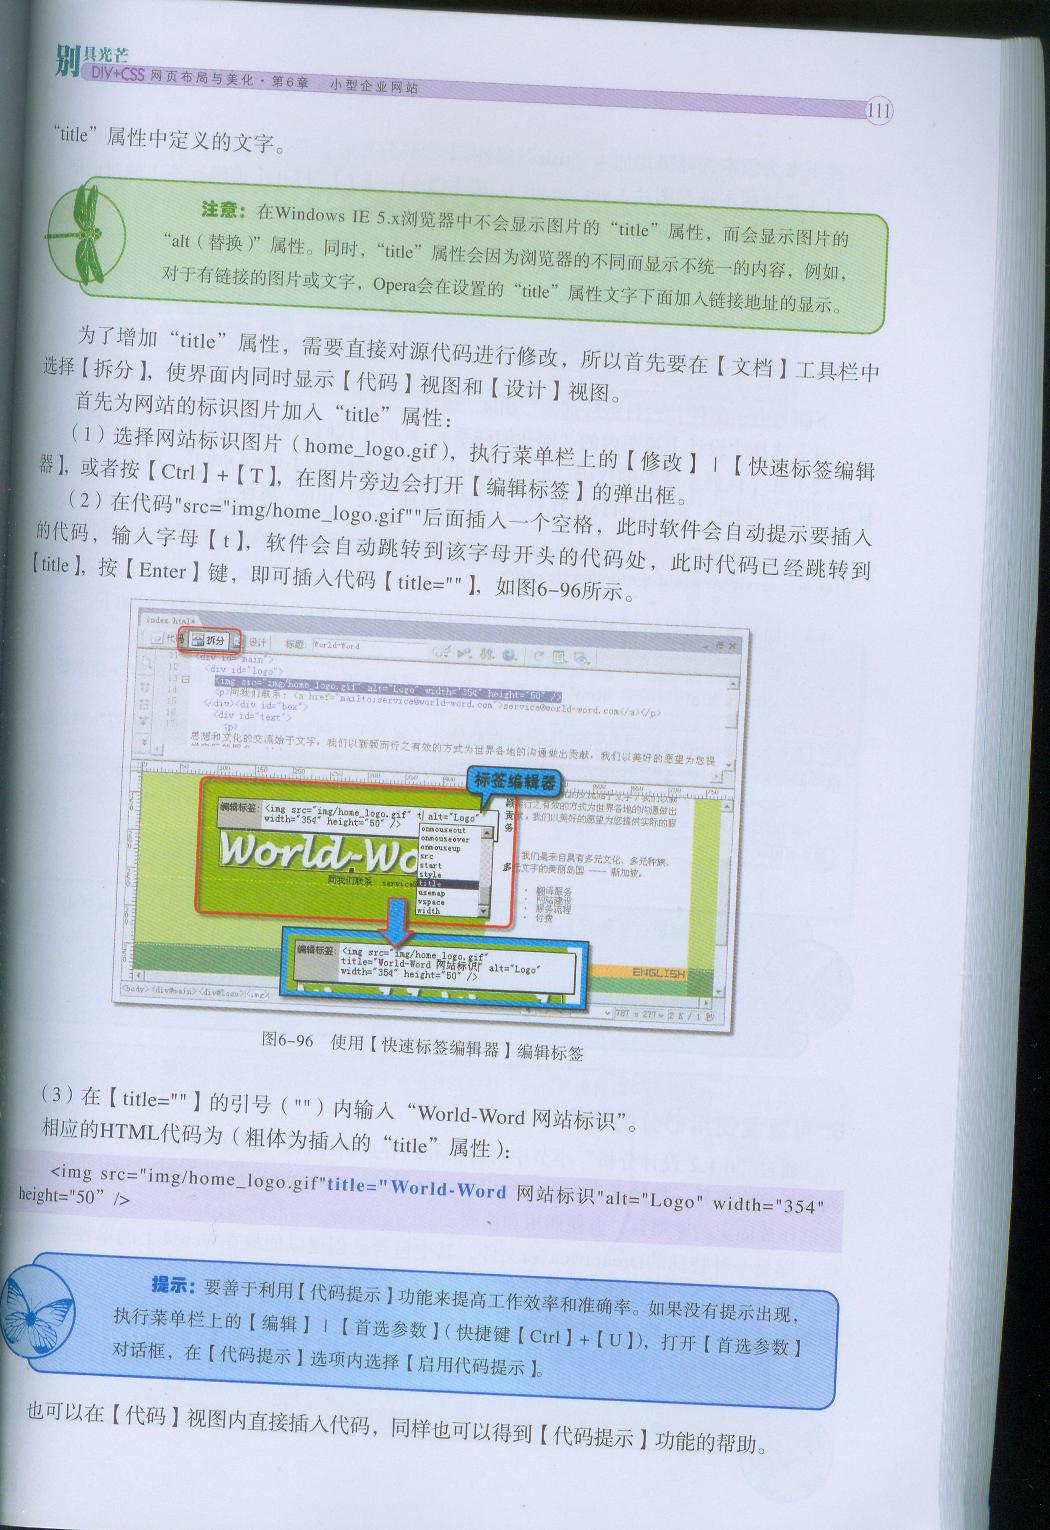 别具光芒
DIV+CSS 网页布局与美化·第6章 小型企业网站
111
“title”属性中定义的文字。
注意：在Windows IE 5.x浏览器中不会显示图片的“title”属性，而会显示图片的
“alt（替换）”属性。同时，“title”属性会因为浏览器的不同而显示不统一的内容，例如，
对于有链接的图片或文字，Opera会在设置的“title”属性文字下面加入链接地址的显示。
为了增加“title”属性，需要直接对源代码进行修改，所以首先要在【文档】工具栏中
选择【拆分】，使界面内同时显示【代码】视图和【设计】视图。
首先为网站的标识图片加入“title”属性：
（1）选择网站标识图片（home_logo.gif），执行菜单栏上的【修改】|【快速标签编辑
器】，或者按【Ctrl】+【T】，在图片旁边会打开【编辑标签】的弹出框。
（2）在代码"src="img/home_logo.gif""后面插入一个空格，此时软件会自动提示要插入
的代码，输入字母【t】，软件会自动跳转到该字母开头的代码处，此时代码已经跳转到
【title】，按【Enter】键，即可插入代码【title=""】，如图6-96所示。
index.html*
代码 拆分 设计 标题: World-Word
11 <div id="main">
12 <div id="logo">
13 <img src="img/home_logo.gif" alt="Logo" width="354" height="50" />
14 <p>同我们联系：<a href="mailto:service@world-word.com">service@world-word.com</a></p>
15 </div><div id="box">
16 <div id="text">
17 <p>
思想和文化的交流始于文字，我们以新颖而行之有效的方式为世界各地的沟通做出贡献，我们以美好的愿望为您提
标签编辑器
编辑标签: <img src="img/home_logo.gif" t alt="Logo"
width="354" height="50" />
onmouseout
onmouseover
onmouseup
src
start
style
title
usemap
vspace
width
World-Wo
同我们联系：service
我们是来自具有多元文化、多元种族、
多元文字的美丽岛国 —— 新加坡。
· 翻译服务
· 网站建设
· 服务流程
· 付费
编辑标签: <img src="img/home_logo.gif"
title="World-Word 网站标识" alt="Logo"
width="354" height="50" />
ENGLISH
<body> <div#main> <div#logo> <img>
787 x 277 2 K / 1 秒
图6-96 使用【快速标签编辑器】编辑标签
（3）在【title=""】的引号（""）内输入“World-Word 网站标识”。
相应的HTML代码为（粗体为插入的“title”属性）：
<img src="img/home_logo.gif"title="World-Word 网站标识"alt="Logo" width="354"
height="50” />
提示：要善于利用【代码提示】功能来提高工作效率和准确率。如果没有提示出现，
执行菜单栏上的【编辑】|【首选参数】（快捷键【Ctrl】+【U】），打开【首选参数】
对话框，在【代码提示】选项内选择【启用代码提示】。
也可以在【代码】视图内直接插入代码，同样也可以得到【代码提示】功能的帮助。